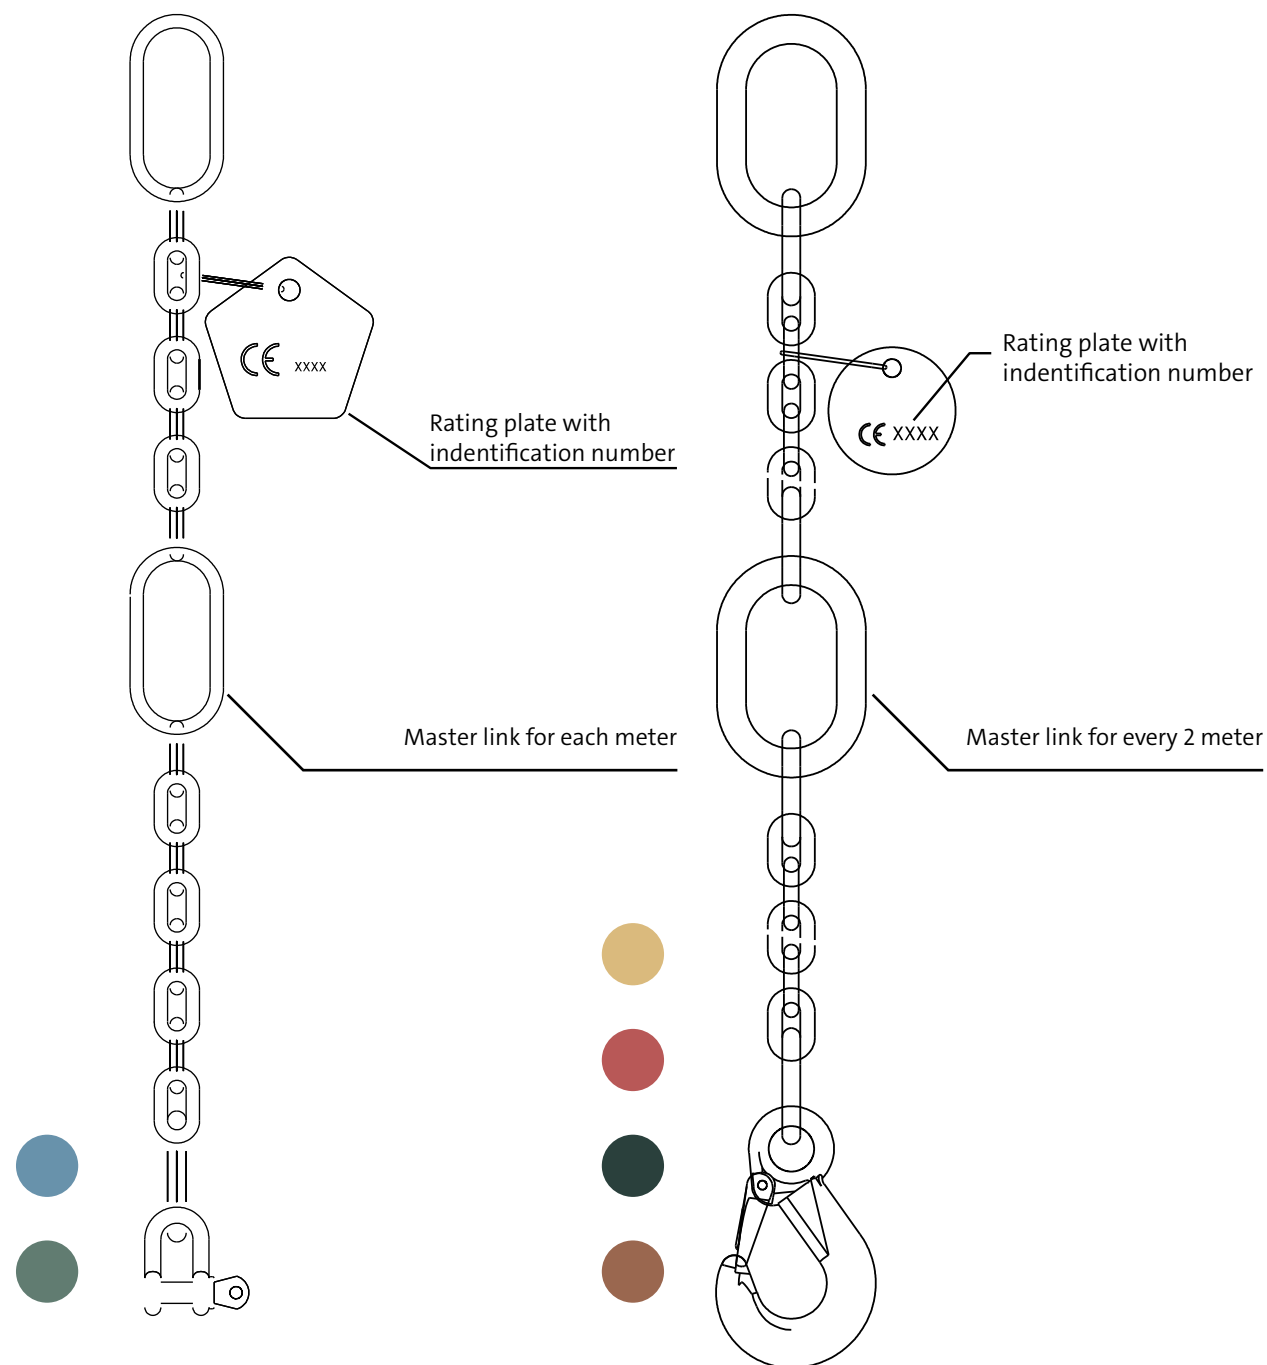 CE xxxx
Rating plate with
indentification number
Master link for each meter
Rating plate with
indentification number
CE XXXX
Master link for every 2 meter